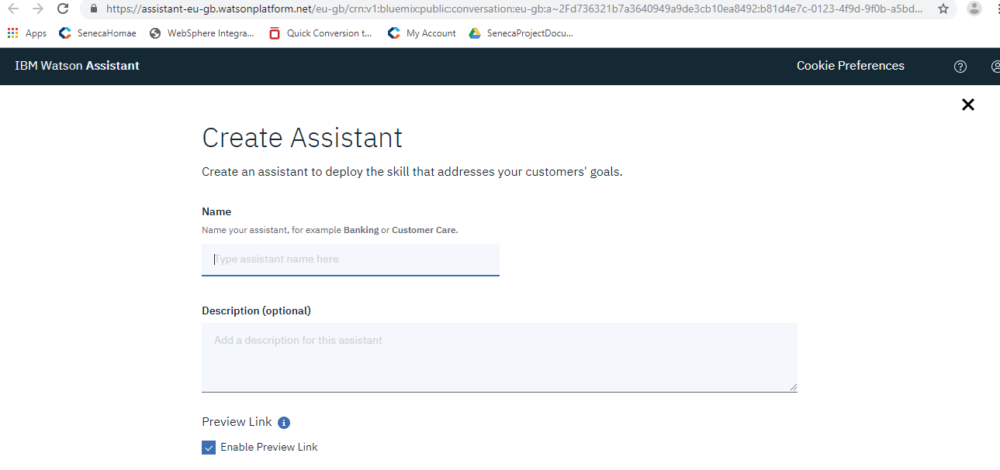 https://assistant-eu-gb.watsonplatform.net/eu-gb/crn:v1:bluemix:public:conversation:eu-gb:a~2Fd736321b7a3640949a9de3cb10ea8492:b81d4e7c-0123-4f9d-9f0b-a5bd...
Apps SenecaHomae WebSphere Integra... Quick Conversion t... My Account SenecaProjectDocu...
IBM Watson Assistant Cookie Preferences
Create Assistant
Create an assistant to deploy the skill that addresses your customers' goals.
Name
Name your assistant, for example Banking or Customer Care.
Type assistant name here
Description (optional)
Add a description for this assistant
Preview Link
Enable Preview Link